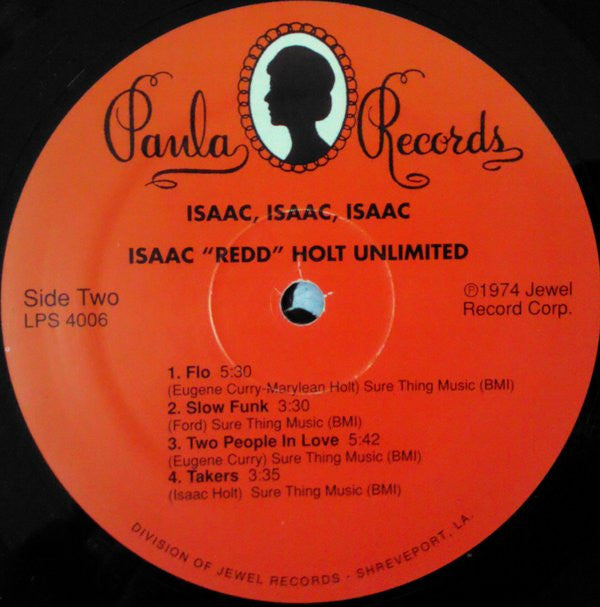 Paula Records
ISAAC, ISAAC, ISAAC
ISAAC "REDD" HOLT UNLIMITED
Side Two
LPS 4006
℗1974 Jewel
Record Corp.
1. Flo 5:30
(Eugene Curry-Marylean Holt) Sure Thing Music (BMI)
2. Slow Funk 3:30
(Ford) Sure Thing Music (BMI)
3. Two People In Love 5:42
(Eugene Curry) Sure Thing Music (BMI)
4. Takers 3:35
(Isaac Holt) Sure Thing Music (BMI)
DIVISION OF JEWEL RECORDS - SHREVEPORT, LA.